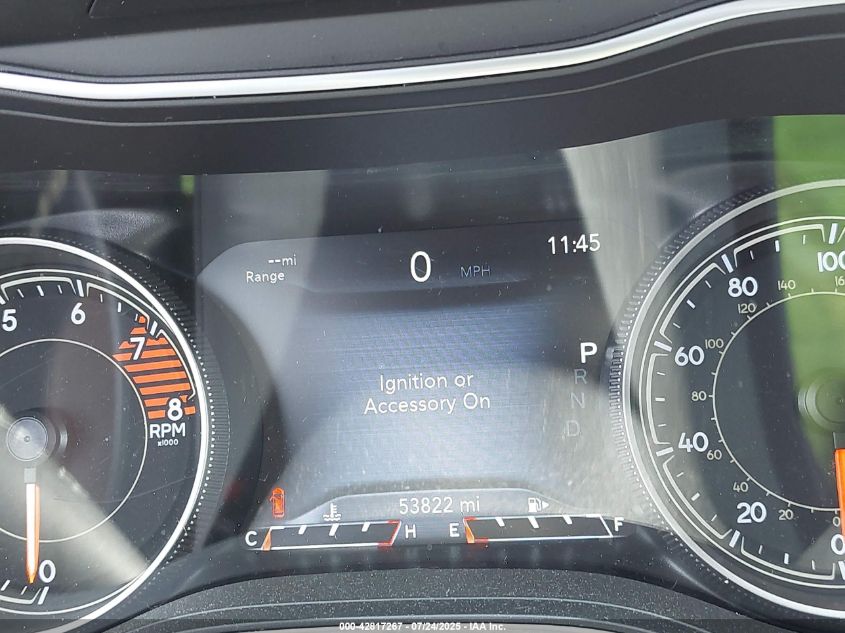 --mi
Range
0 MPH
11:45
5
6
7
8
RPM
x1000
0
Ignition or
Accessory On
P
R
N
D
53822 mi
C
H
E
F
100
80
60
40
20
0
160
140
120
100
80
60
40
20
0
000-42817267 - 07/24/2025 - IAA Inc.